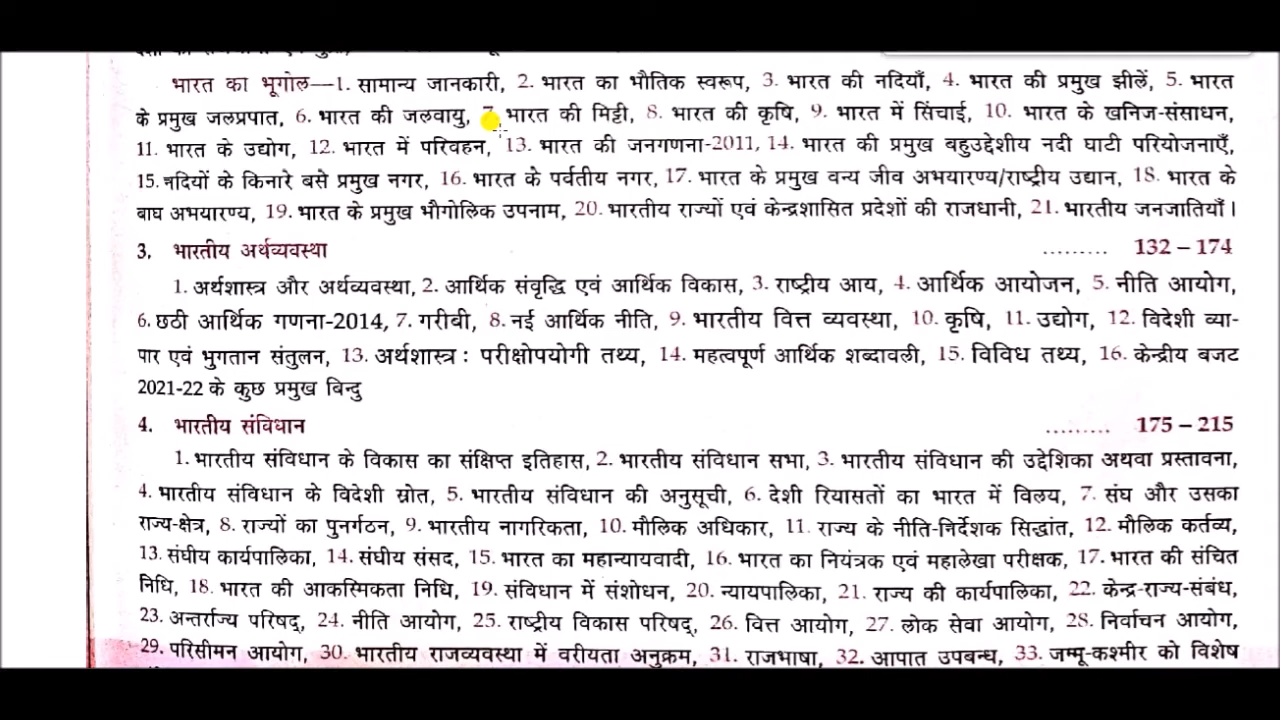 भारत का भूगोल—1. सामान्य जानकारी, 2. भारत का भौतिक स्वरूप, 3. भारत की नदियाँ, 4. भारत की प्रमुख झीलें, 5. भारत
के प्रमुख जलप्रपात, 6. भारत की जलवायु, 7. भारत की मिट्टी, 8. भारत की कृषि, 9. भारत में सिंचाई, 10. भारत के खनिज-संसाधन,
11. भारत के उद्योग, 12. भारत में परिवहन, 13. भारत की जनगणना-2011, 14. भारत की प्रमुख बहुउद्देशीय नदी घाटी परियोजनाएँ,
15. नदियों के किनारे बसे प्रमुख नगर, 16. भारत के पर्वतीय नगर, 17. भारत के प्रमुख वन्य जीव अभयारण्य/राष्ट्रीय उद्यान, 18. भारत के
बाघ अभयारण्य, 19. भारत के प्रमुख भौगोलिक उपनाम, 20. भारतीय राज्यों एवं केन्द्रशासित प्रदेशों की राजधानी, 21. भारतीय जनजातियाँ।
3. भारतीय अर्थव्यवस्था ......... 132 – 174
1. अर्थशास्त्र और अर्थव्यवस्था, 2. आर्थिक संवृद्धि एवं आर्थिक विकास, 3. राष्ट्रीय आय, 4. आर्थिक आयोजन, 5. नीति आयोग,
6. छठी आर्थिक गणना-2014, 7. गरीबी, 8. नई आर्थिक नीति, 9. भारतीय वित्त व्यवस्था, 10. कृषि, 11. उद्योग, 12. विदेशी व्या-
पार एवं भुगतान संतुलन, 13. अर्थशास्त्र : परीक्षोपयोगी तथ्य, 14. महत्वपूर्ण आर्थिक शब्दावली, 15. विविध तथ्य, 16. केन्द्रीय बजट
2021-22 के कुछ प्रमुख बिन्दु
4. भारतीय संविधान ......... 175 – 215
1. भारतीय संविधान के विकास का संक्षिप्त इतिहास, 2. भारतीय संविधान सभा, 3. भारतीय संविधान की उद्देशिका अथवा प्रस्तावना,
4. भारतीय संविधान के विदेशी स्रोत, 5. भारतीय संविधान की अनुसूची, 6. देशी रियासतों का भारत में विलय, 7. संघ और उसका
राज्य-क्षेत्र, 8. राज्यों का पुनर्गठन, 9. भारतीय नागरिकता, 10. मौलिक अधिकार, 11. राज्य के नीति-निर्देशक सिद्धांत, 12. मौलिक कर्तव्य,
13. संघीय कार्यपालिका, 14. संघीय संसद, 15. भारत का महान्यायवादी, 16. भारत का नियंत्रक एवं महालेखा परीक्षक, 17. भारत की संचित
निधि, 18. भारत की आकस्मिकता निधि, 19. संविधान में संशोधन, 20. न्यायपालिका, 21. राज्य की कार्यपालिका, 22. केन्द्र-राज्य-संबंध,
23. अन्तर्राज्य परिषद्, 24. नीति आयोग, 25. राष्ट्रीय विकास परिषद्, 26. वित्त आयोग, 27. लोक सेवा आयोग, 28. निर्वाचन आयोग,
29. परिसीमन आयोग, 30. भारतीय राजव्यवस्था में वरीयता अनुक्रम, 31. राजभाषा, 32. आपात उपबन्ध, 33. जम्मू-कश्मीर को विशेष